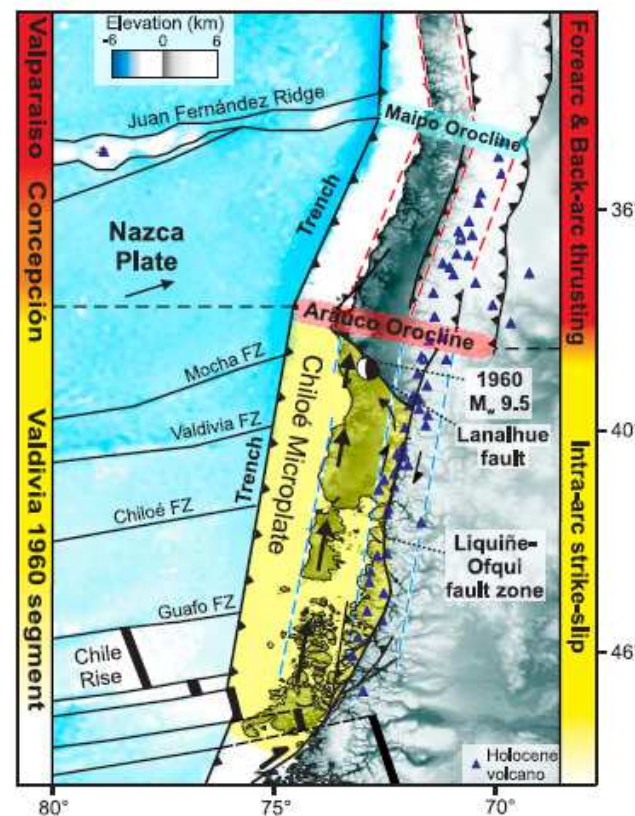 Elevation (km)
-6 0 6
Valparaiso
Concepción
Valdivia 1960 segment
Forearc & Back-arc thrusting
Intra-arc strike-slip
Juan Fernández Ridge
Maipo Orocline
Trench
Nazca
Plate
36°
Arauco Orocline
Mocha FZ
Chiloé Microplate
1960
Mw 9.5
Lanalhue
fault
40°
Valdivia FZ
Trench
Chiloé FZ
Liquiñe-
Ofqui
fault zone
Guafo FZ
Chile
Rise
46°
Holocene
volcano
80° 75° 70°